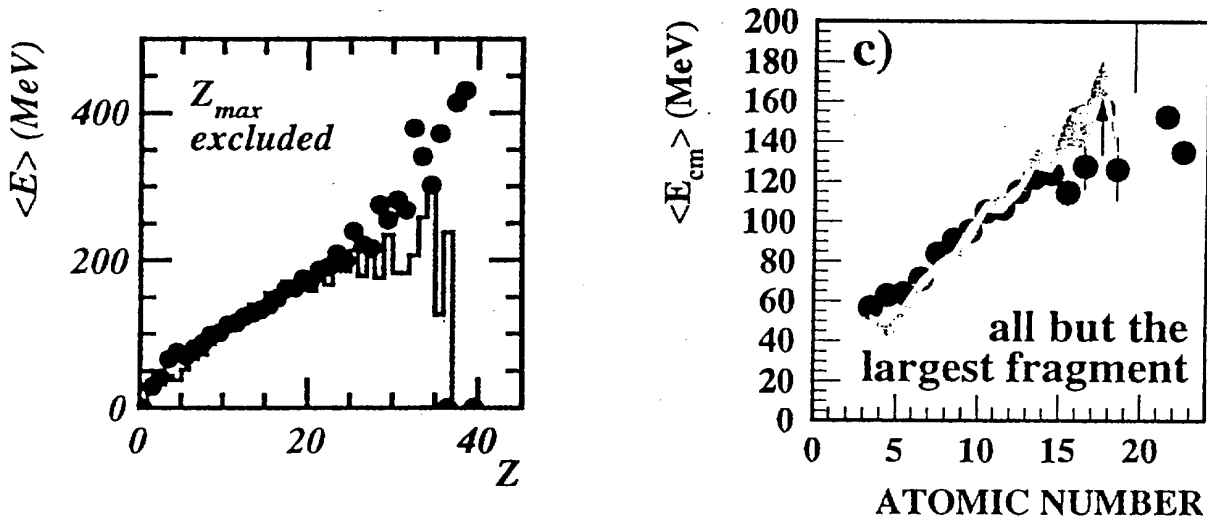 <E> (MeV)
400
200
0
Z_max
excluded
0
20
40
Z
<E_cm> (MeV)
200
180
160
140
120
100
80
60
40
20
0
c)
all but the
largest fragment
0
5
10
15
20
ATOMIC NUMBER